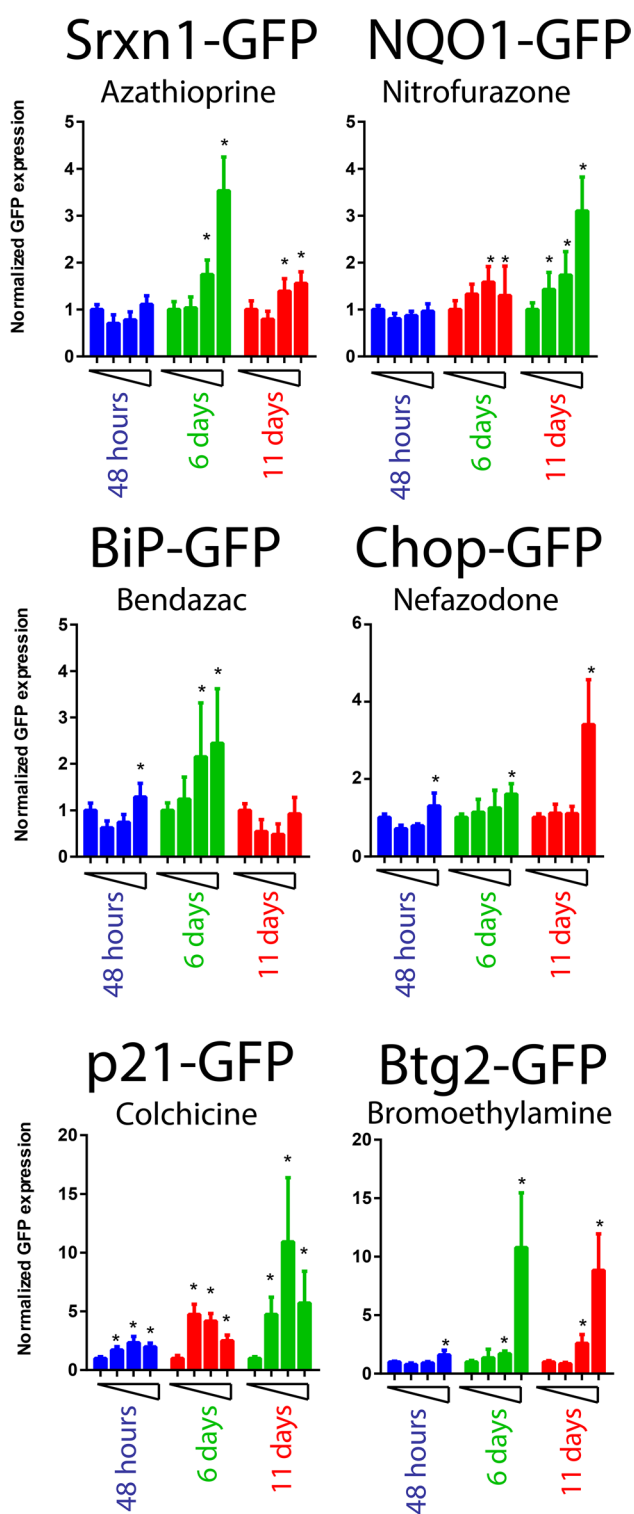 Srxn1-GFP NQO1-GFP
Azathioprine Nitrofurazone
Normalized GFP expression
5
4
3
2
1
0
* * * *
48 hours
6 days
11 days
5
4
3
2
1
0
* * * * *
48 hours
6 days
11 days
BiP-GFP Chop-GFP
Bendazac Nefazodone
Normalized GFP expression
5
4
3
2
1
0
* * *
48 hours
6 days
11 days
6
4
2
0
* * *
48 hours
6 days
11 days
p21-GFP Btg2-GFP
Colchicine Bromoethylamine
Normalized GFP expression
20
15
10
5
0
* * * * * * * * *
48 hours
6 days
11 days
20
15
10
5
0
* * * * *
48 hours
6 days
11 days